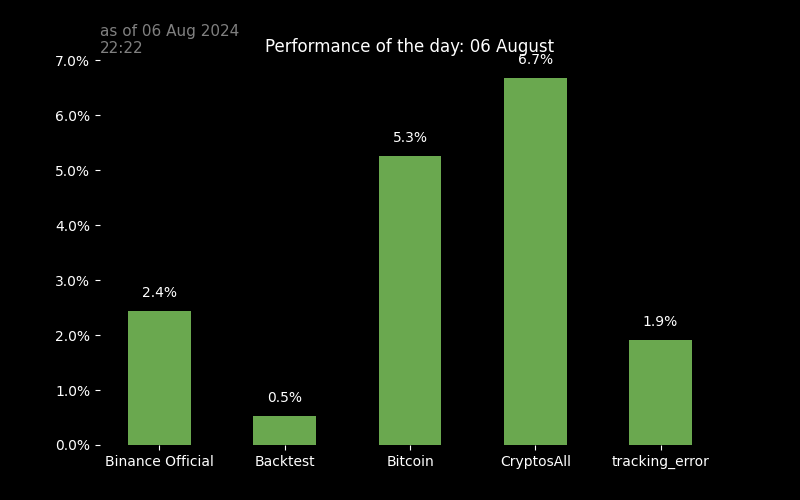 as of 06 Aug 2024
22:22
Performance of the day: 06 August
7.0%
6.0%
5.0%
4.0%
3.0%
2.0%
1.0%
0.0%
2.4%
0.5%
5.3%
6.7%
1.9%
Binance Official
Backtest
Bitcoin
CryptosAll
tracking_error